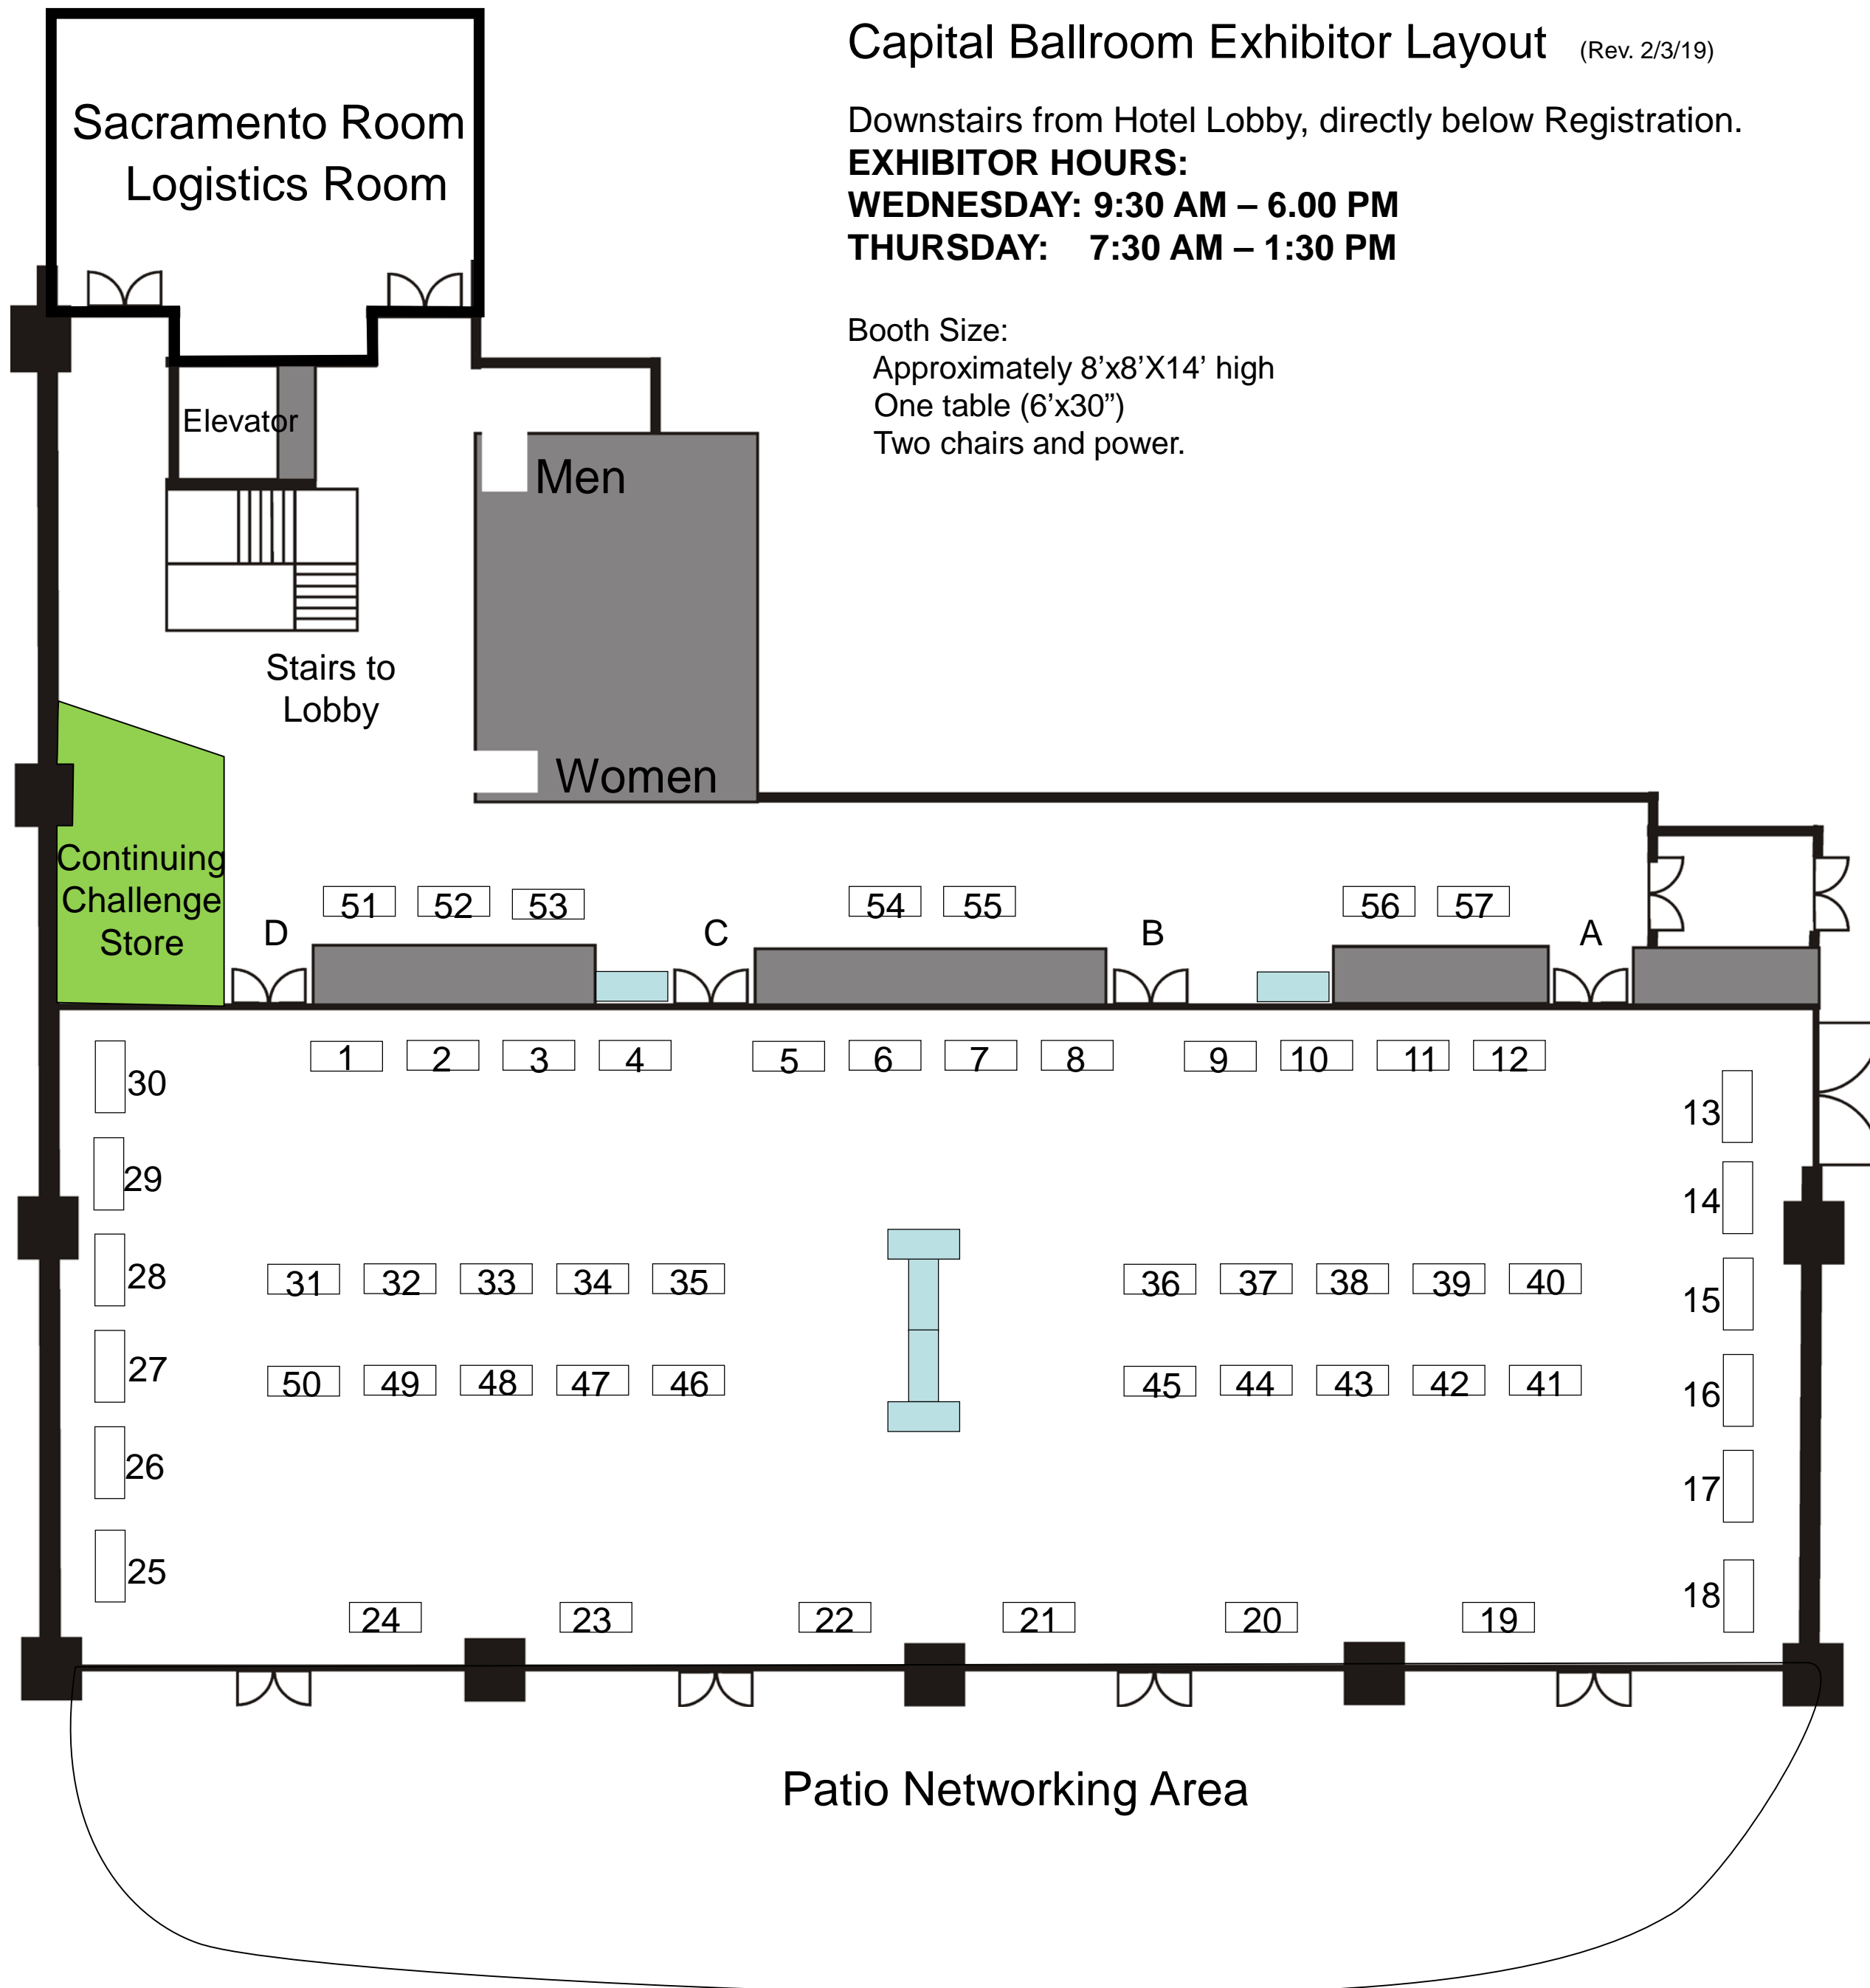 Capital Ballroom Exhibitor Layout (Rev. 2/3/19)
Downstairs from Hotel Lobby, directly below Registration.
EXHIBITOR HOURS:
WEDNESDAY: 9:30 AM – 6.00 PM
THURSDAY: 7:30 AM – 1:30 PM
Booth Size:
Approximately 8’x8’X14’ high
One table (6’x30”)
Two chairs and power.
Sacramento Room
Logistics Room
Elevator
Men
Stairs to
Lobby
Women
Continuing
Challenge
Store
51 52 53 54 55 56 57
D C B A
1 2 3 4 5 6 7 8 9 10 11 12
30
13
29
14
28
31 32 33 34 35 36 37 38 39 40
15
27
50 49 48 47 46 45 44 43 42 41
16
26
17
25
18
24 23 22 21 20 19
Patio Networking Area